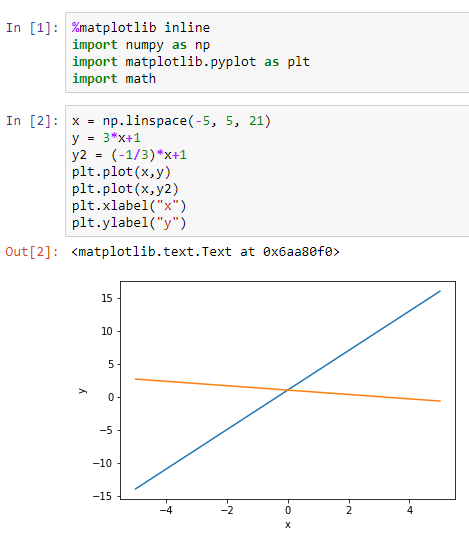 In [1]: %matplotlib inline
import numpy as np
import matplotlib.pyplot as plt
import math
In [2]: x = np.linspace(-5, 5, 21)
y = 3*x+1
y2 = (-1/3)*x+1
plt.plot(x,y)
plt.plot(x,y2)
plt.xlabel("x")
plt.ylabel("y")
Out[2]: <matplotlib.text.Text at 0x6aa80f0>
15
10
5
0
−5
−10
−15
y
−4 −2 0 2 4
x